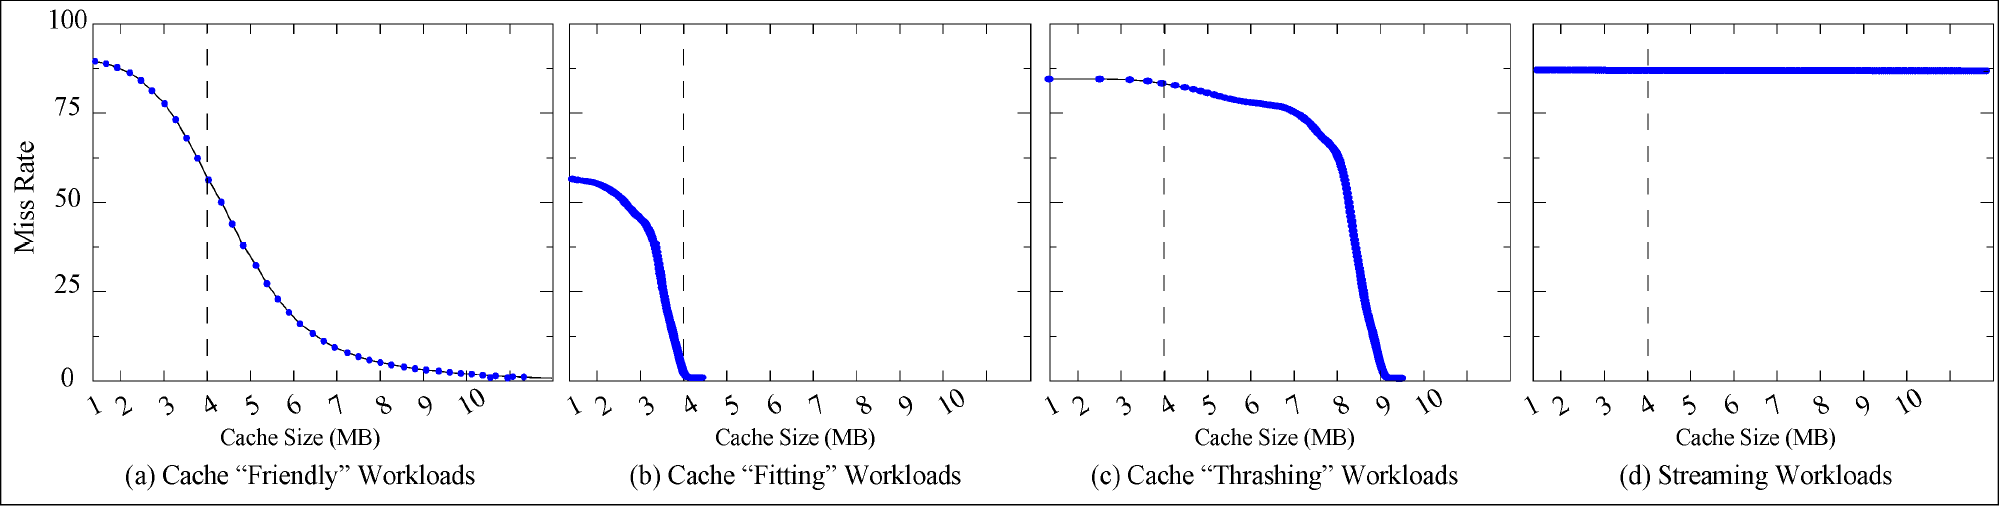 100
75
50
25
0
Miss Rate
1 2 3 4 5 6 7 8 9 10
1 2 3 4 5 6 7 8 9 10
1 2 3 4 5 6 7 8 9 10
1 2 3 4 5 6 7 8 9 10
Cache Size (MB)
Cache Size (MB)
Cache Size (MB)
Cache Size (MB)
(a) Cache “Friendly” Workloads
(b) Cache “Fitting” Workloads
(c) Cache “Thrashing” Workloads
(d) Streaming Workloads